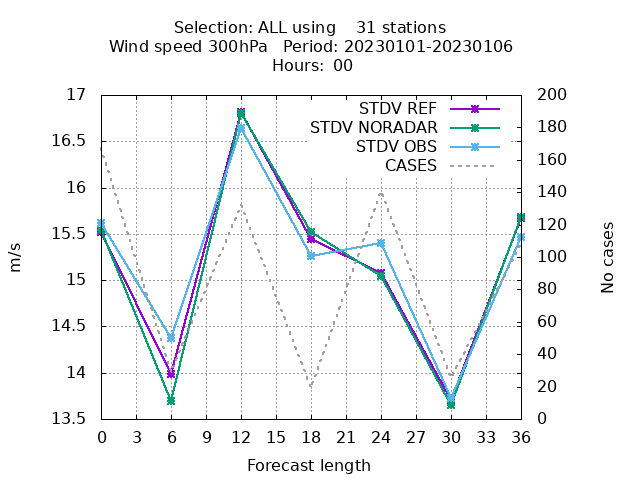 Selection: ALL using    31 stations
Wind speed 300hPa   Period: 20230101-20230106
Hours: 00
17
16.5
16
15.5
15
14.5
14
13.5
m/s
STDV REF
STDV NORADAR
STDV OBS
CASES
200
180
160
140
120
100
80
60
40
20
0
No cases
0 3 6 9 12 15 18 21 24 27 30 33 36
Forecast length